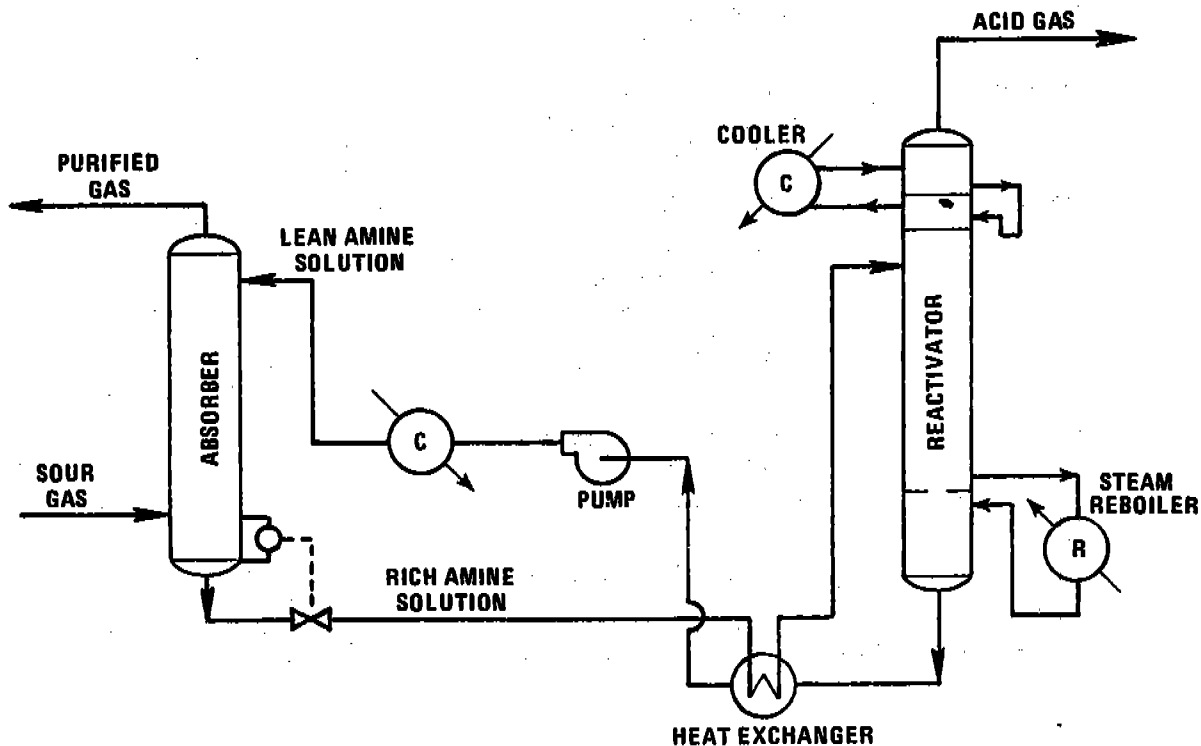 ACID GAS
COOLER
C
PURIFIED
GAS
LEAN AMINE
SOLUTION
ABSORBER
REACTIVATOR
C
PUMP
SOUR
GAS
STEAM
REBOILER
R
RICH AMINE
SOLUTION
HEAT EXCHANGER